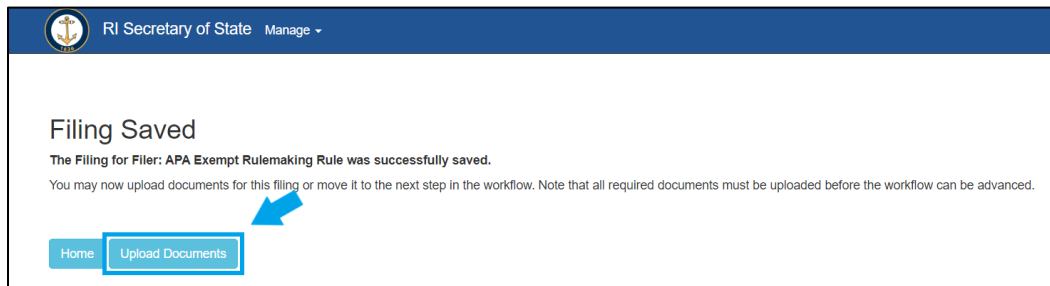 RI Secretary of State Manage
Filing Saved
The Filing for Filer: APA Exempt Rulemaking Rule was successfully saved.
You may now upload documents for this filing or move it to the next step in the workflow. Note that all required documents must be uploaded before the workflow can be advanced.
Home Upload Documents